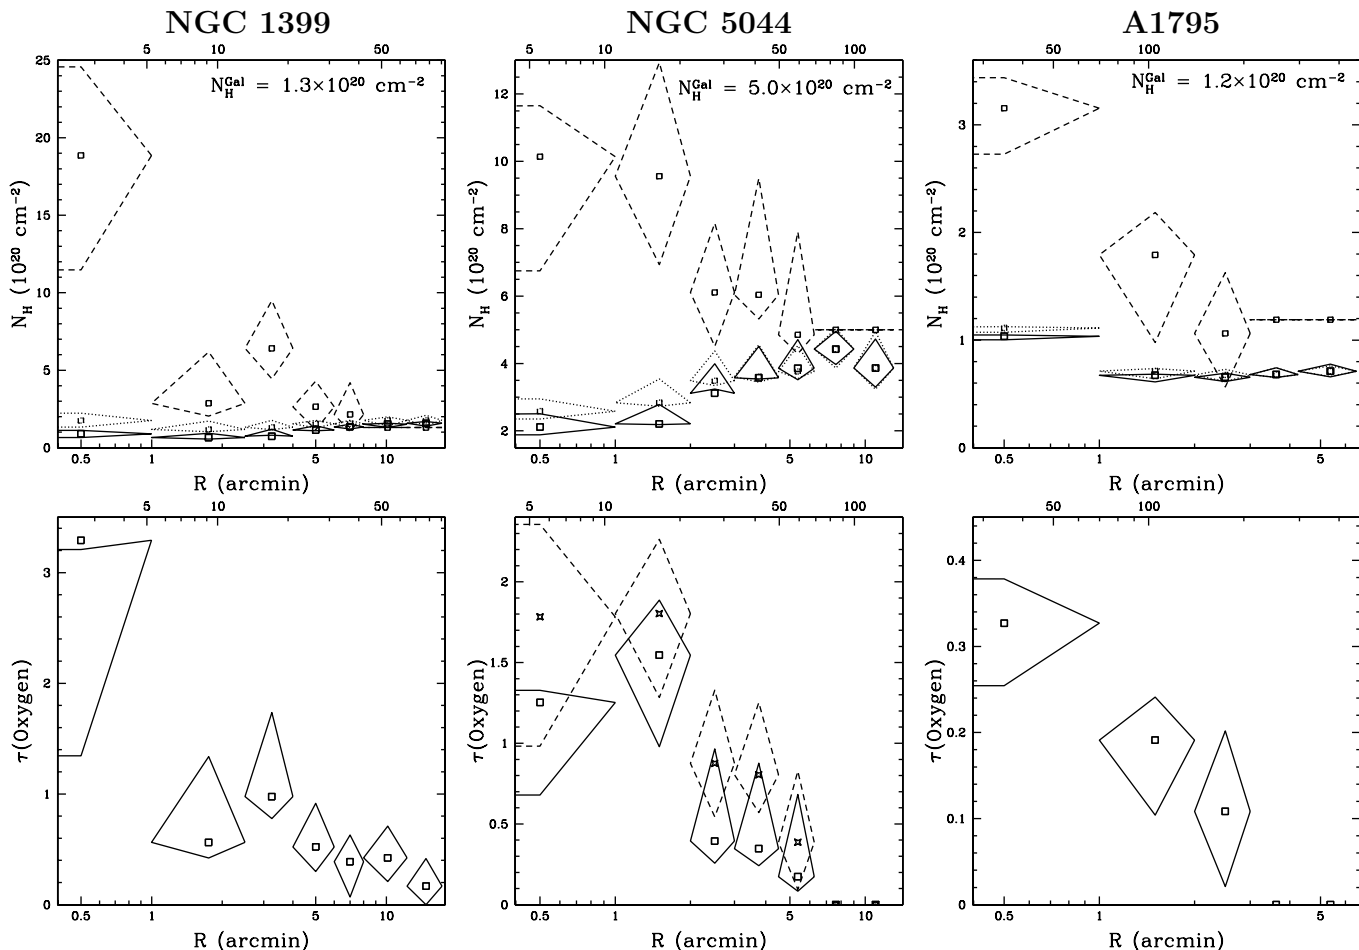 NGC 1399 NGC 5044 A1795
5 10 50
5 10 50 100
50 100
N_H^Gal = 1.3×10^20 cm^-2
N_H^Gal = 5.0×10^20 cm^-2
N_H^Gal = 1.2×10^20 cm^-2
N_H (10^20 cm^-2)
25
20
15
10
5
0
N_H (10^20 cm^-2)
12
10
8
6
4
2
N_H (10^20 cm^-2)
3
2
1
0
0.5 1 5 10
0.5 1 5 10
0.5 1 5
R (arcmin)
R (arcmin)
R (arcmin)
5 10 50
5 10 50 100
50 100
τ(Oxygen)
3
2
1
0
τ(Oxygen)
2
1.5
1
0.5
0
τ(Oxygen)
0.4
0.3
0.2
0.1
0
0.5 1 5 10
0.5 1 5 10
0.5 1 5
R (arcmin)
R (arcmin)
R (arcmin)